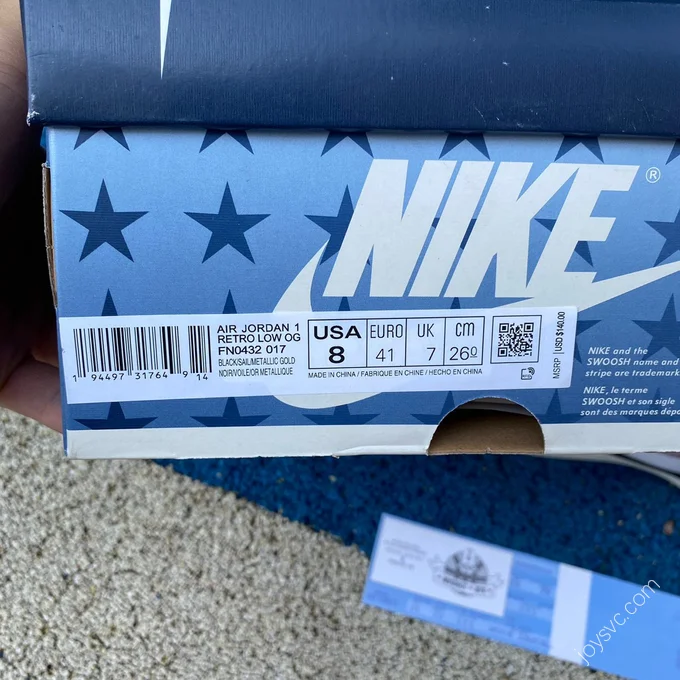 NIKE ®
AIR JORDAN 1
RETRO LOW OG
FN0432 017
BLACK/SAIL/METALLIC GOLD
NOIR/VOILE/OR METALLIQUE
1 94497 31764 9 14
USA EURO UK cm
8 41 7 26.0
MADE IN CHINA / FABRIQUE EN CHINE / HECHO EN CHINA
MSRP USD $140.00
NIKE and the
SWOOSH name and
stripe are trademark
NIKE, le terme
SWOOSH et son sigle
sont des marques dépo
joysvc.com